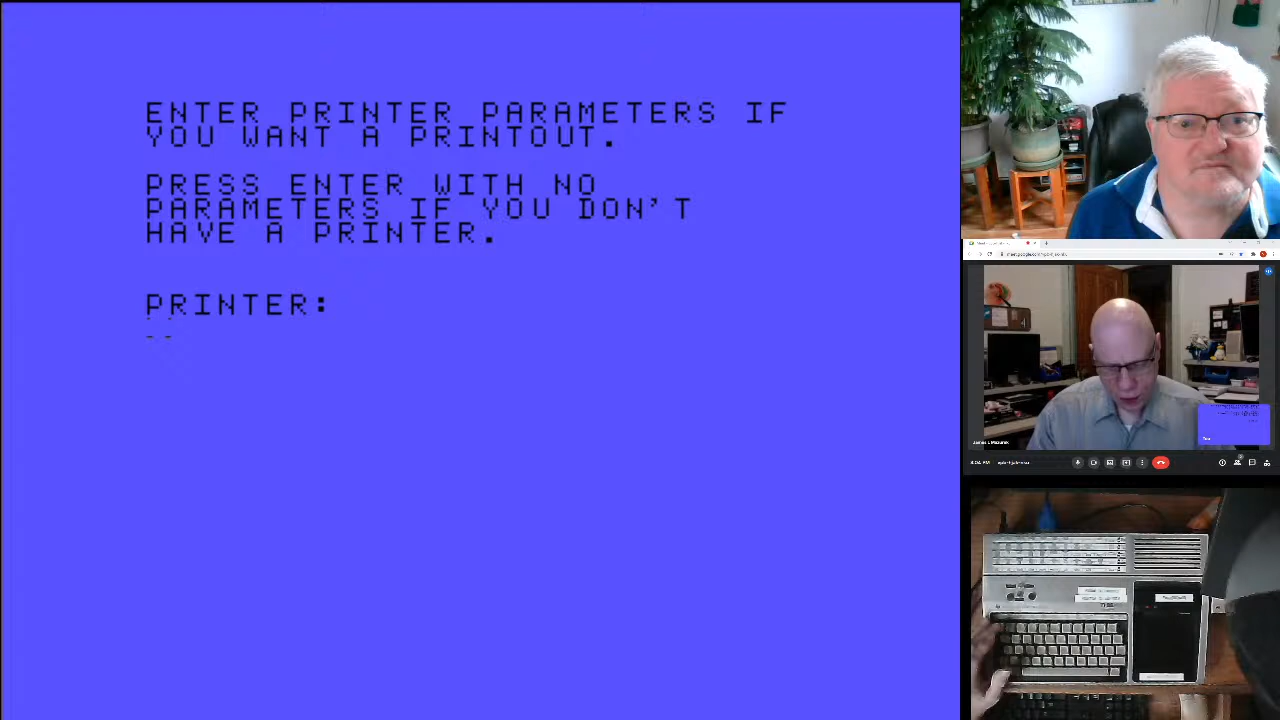 ENTER PRINTER PARAMETERS IF
YOU WANT A PRINTOUT.
PRESS ENTER WITH NO
PARAMETERS IF YOU DON'T
HAVE A PRINTER.
PRINTER: